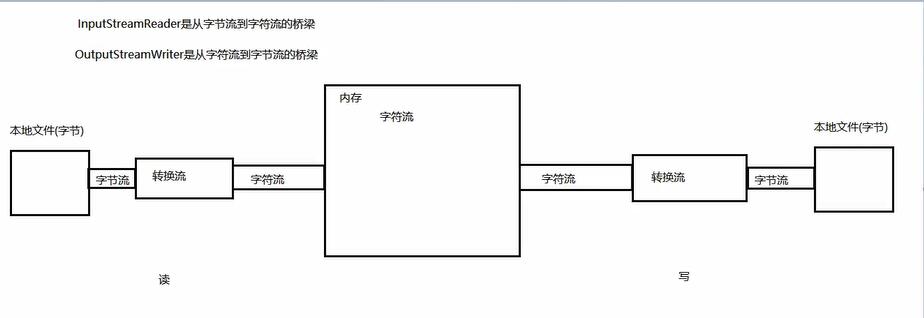 InputStreamReader是从字节流到字符流的桥梁
OutputStreamWriter是从字符流到字节流的桥梁
内存
字符流
本地文件(字节)
字节流
转换流
字符流
字符流
转换流
字节流
本地文件(字节)
读
写